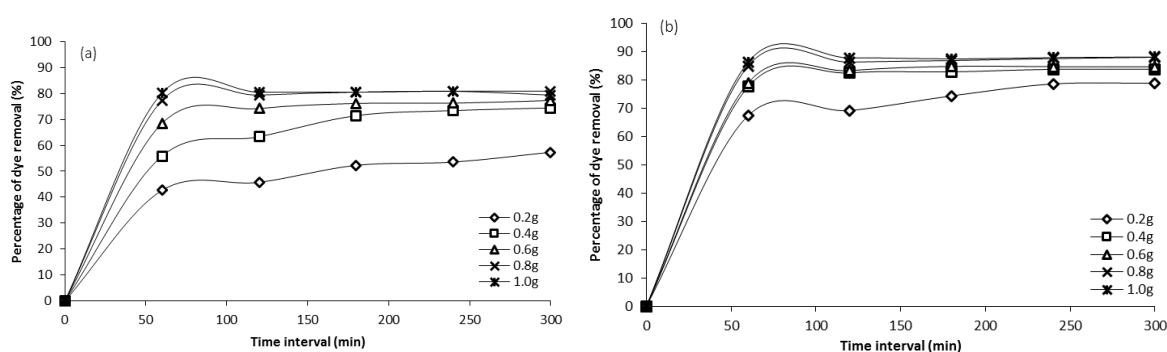 (a)
Percentage of dye removal (%)
100
90
80
70
60
50
40
30
20
10
0
0 50 100 150 200 250 300
Time interval (min)
0.2g
0.4g
0.6g
0.8g
1.0g
(b)
Percentage of dye removal (%)
100
90
80
70
60
50
40
30
20
10
0
0 50 100 150 200 250 300
Time interval (min)
0.2g
0.4g
0.6g
0.8g
1.0g